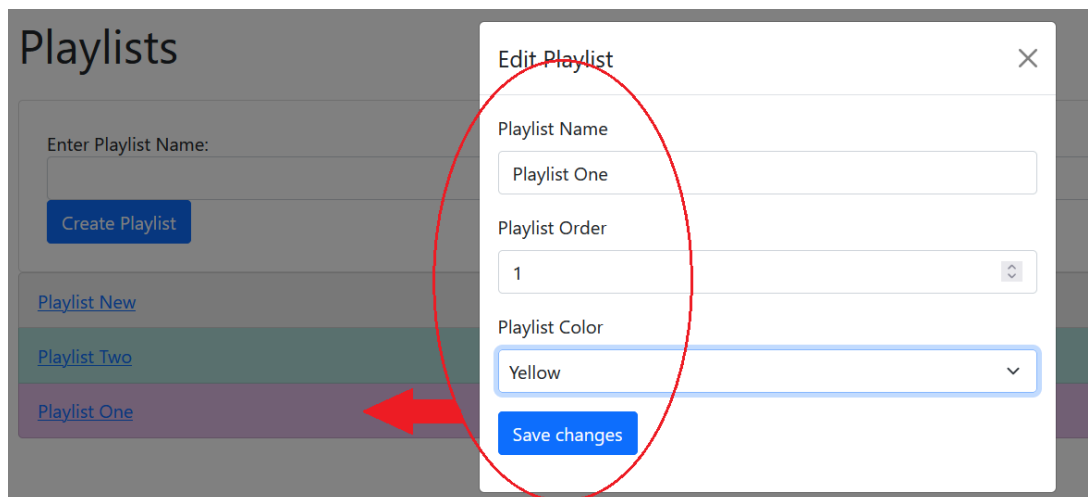 Playlists
Enter Playlist Name:
Create Playlist
Playlist New
Playlist Two
Playlist One
Edit Playlist
Playlist Name
Playlist One
Playlist Order
1
Playlist Color
Yellow
Save changes